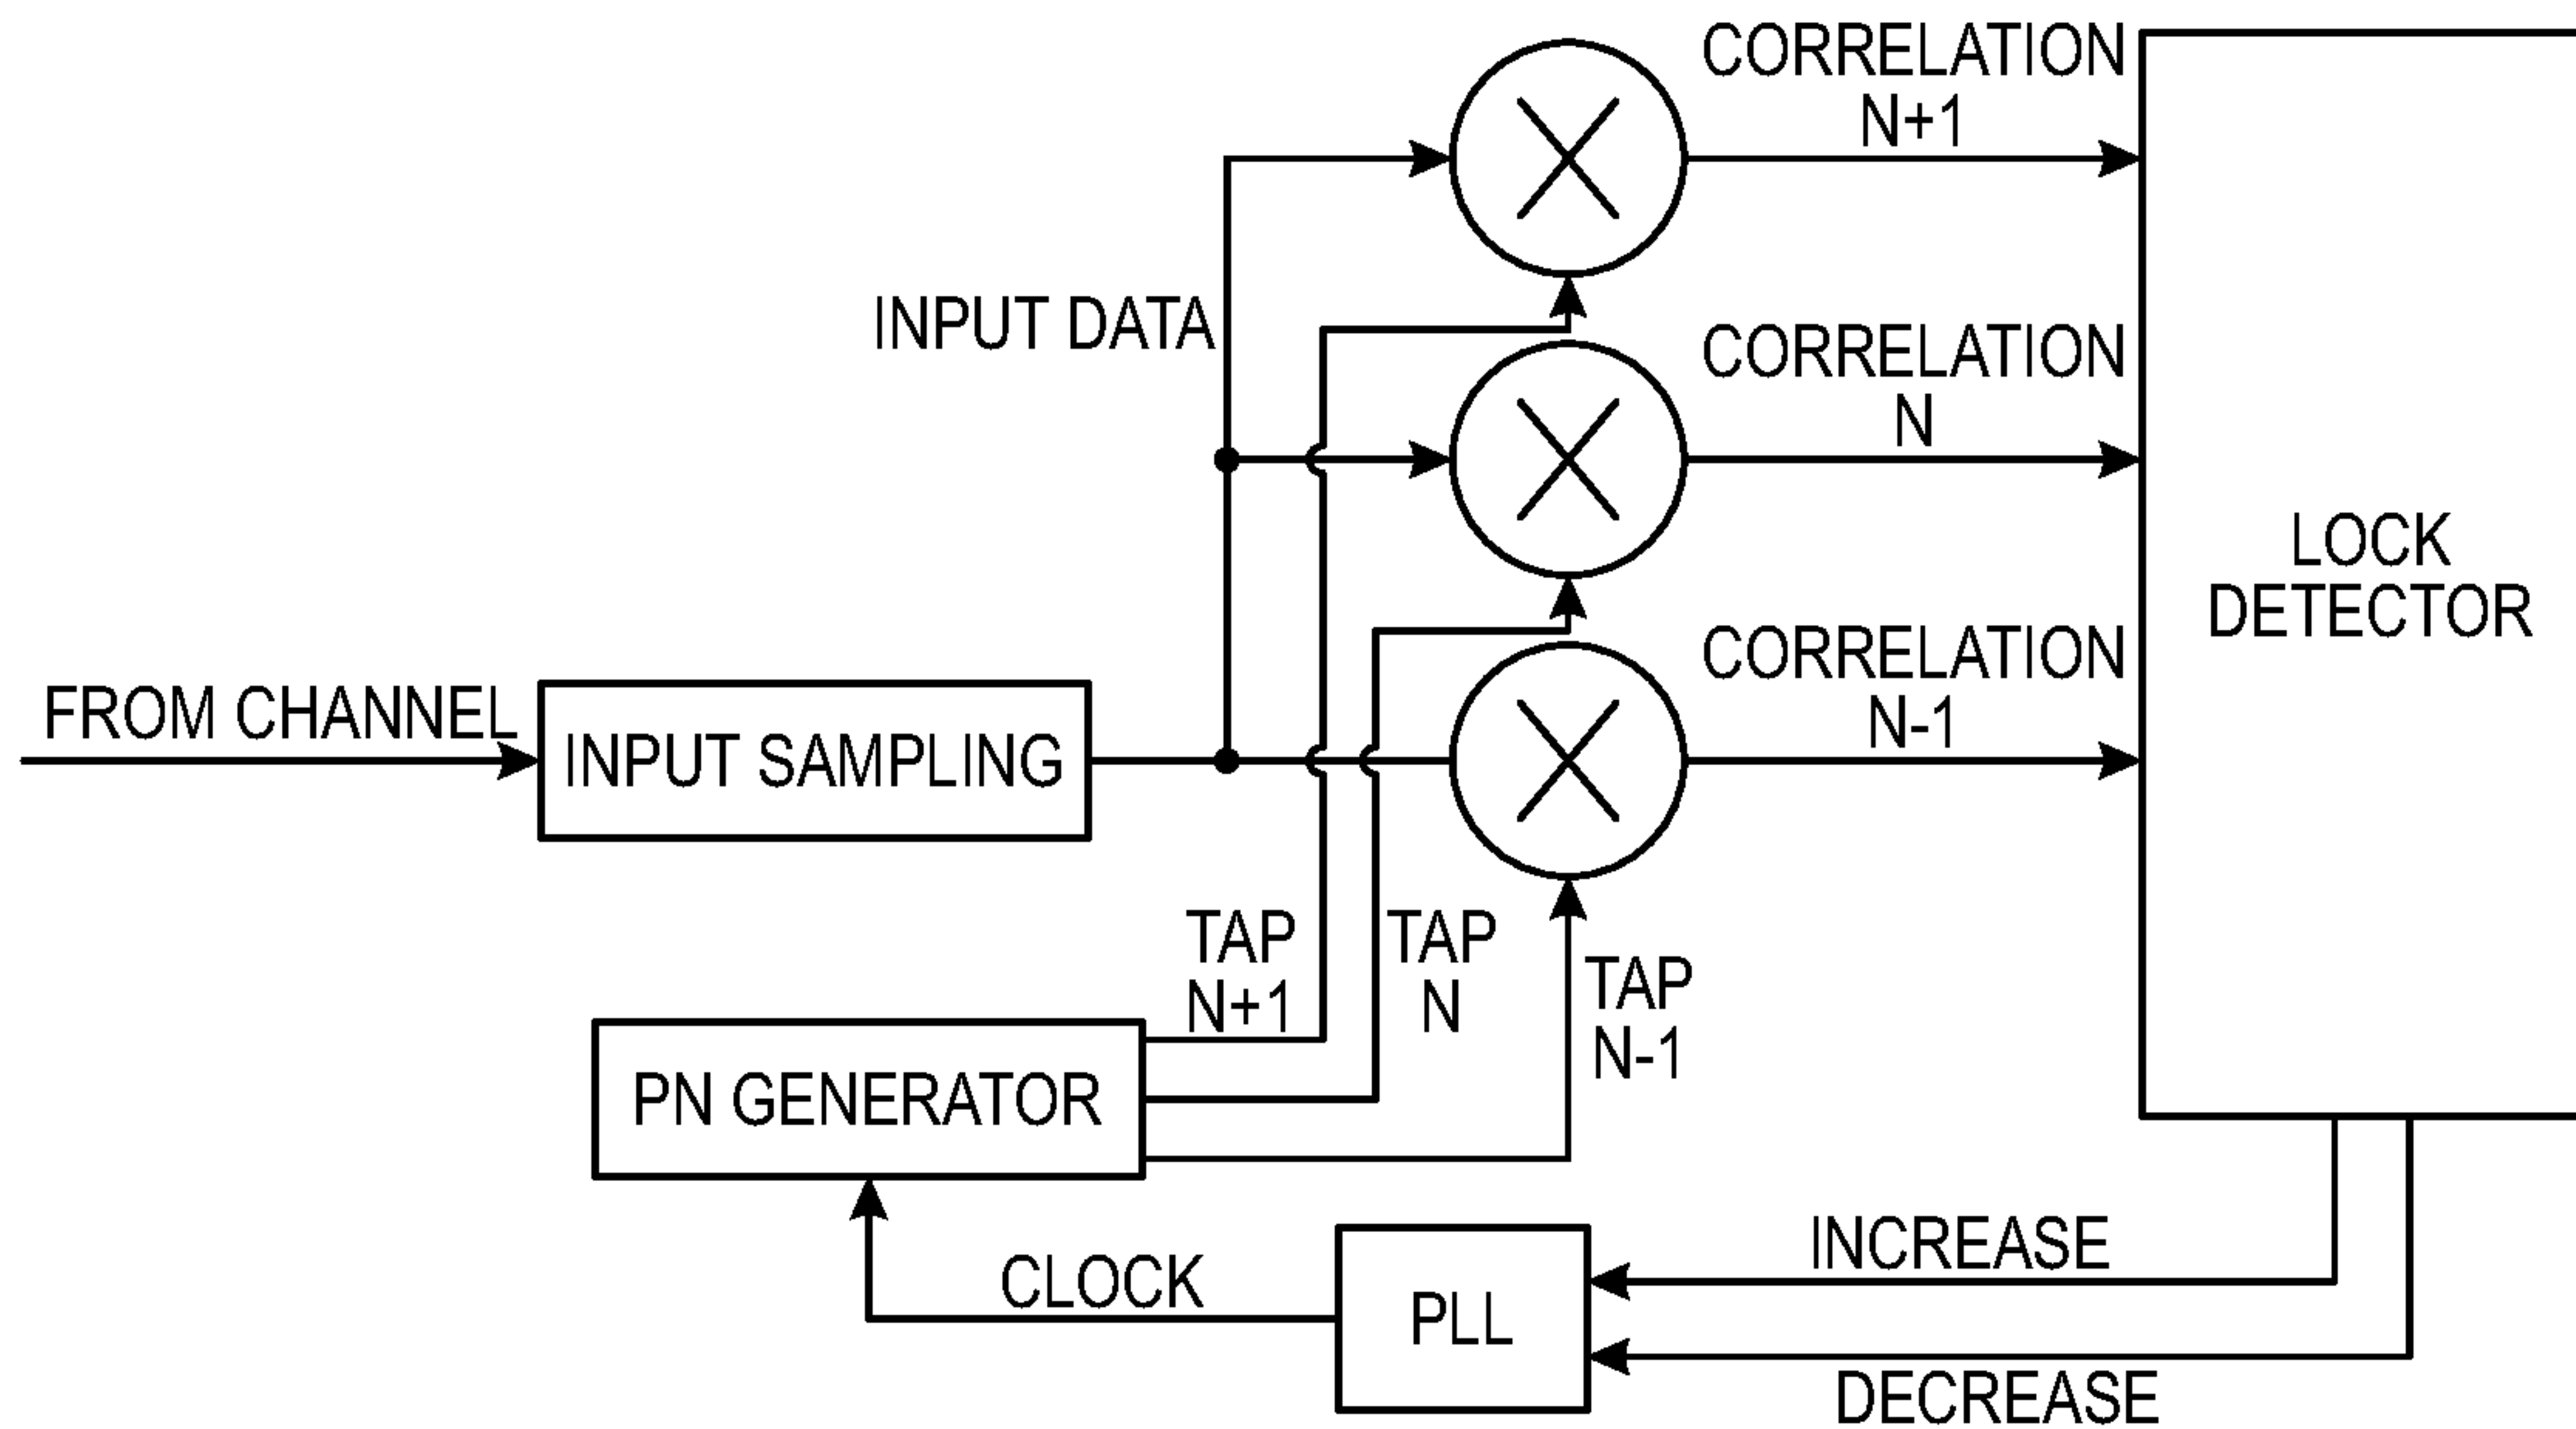 CORRELATION
N+1
INPUT DATA
CORRELATION
N
LOCK
DETECTOR
CORRELATION
N-1
FROM CHANNEL
INPUT SAMPLING
TAP
N+1
TAP
N
TAP
N-1
PN GENERATOR
INCREASE
CLOCK
PLL
DECREASE